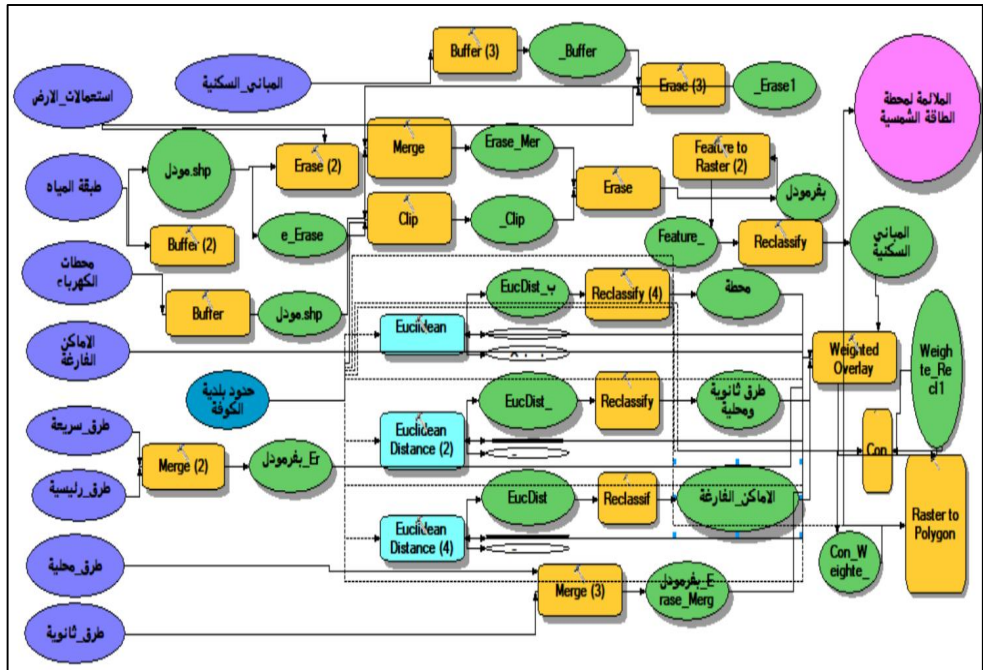 المباني_السكنية
Buffer (3)
_Buffer
Erase (3)
_Erase1
الملائمة لمحطة
الطاقة الشمسية
استعمالات_الارض
مودل.shp
Erase (2)
Merge
Erase_Mer
Erase
Feature to
Raster (2)
بفرمودل
طبقة المياه
Buffer (2)
e_Erase
Clip
_Clip
Feature_
Reclassify
المباني
السكنية
محطات
الكهرباء
Buffer
مودل.shp
EucDist_ب
Reclassify (4)
محطة
Euclidean
الاماكن
الفارغة
Weighted
Overlay
Weigh
te_Re
cl1
حدود بلدية
الكوفة
EucDist_
Reclassify
طرق ثانوية
ومحلية
طرق_سريعة
Merge (2)
بفرمودل_Er
Euclidean
Distance (2)
Con
طرق_رئيسية
EucDist
Reclassif
الاماكن_الفارغة
Raster to
Polygon
Euclidean
Distance (4)
Con_W
eighte_
طرق_محلية
Merge (3)
بفرمودل_E
rase_Merg
طرق_ثانوية